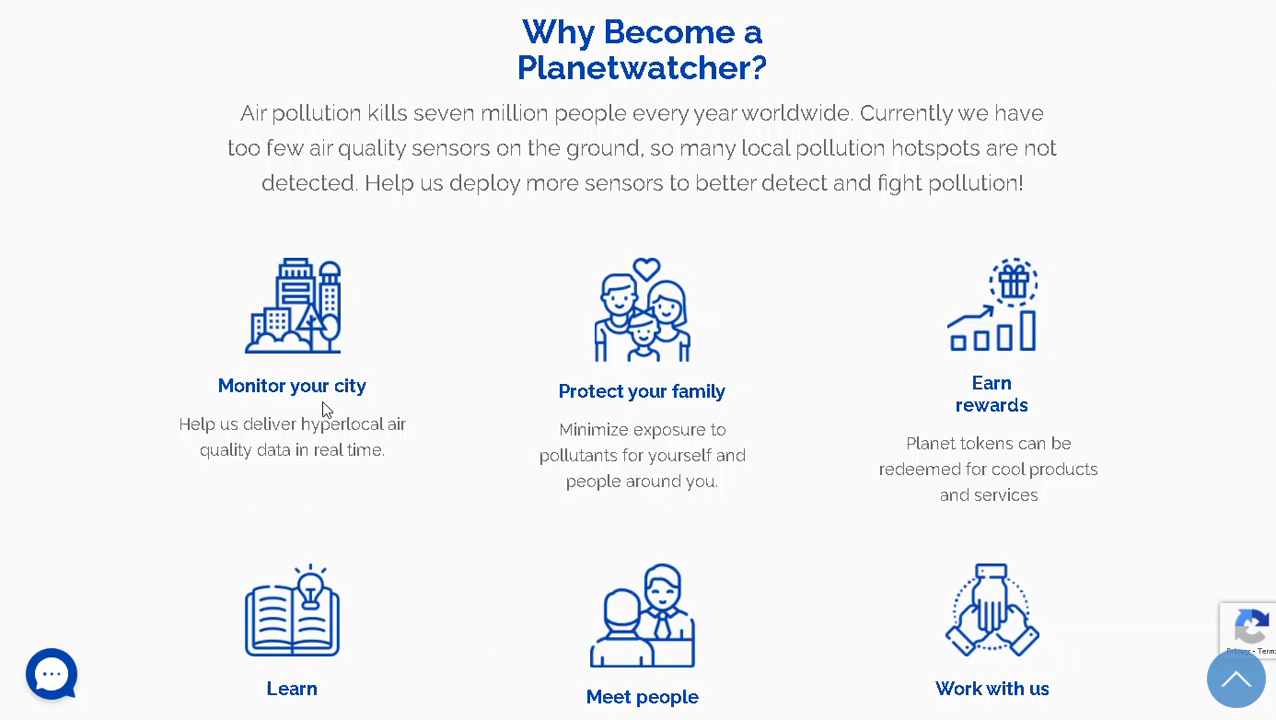 Why Become a
Planetwatcher?
Air pollution kills seven million people every year worldwide. Currently we have
too few air quality sensors on the ground, so many local pollution hotspots are not
detected. Help us deploy more sensors to better detect and fight pollution!
Monitor your city
Help us deliver hyperlocal air
quality data in real time.
Protect your family
Minimize exposure to
pollutants for yourself and
people around you.
Earn
rewards
Planet tokens can be
redeemed for cool products
and services
Learn
Meet people
Work with us